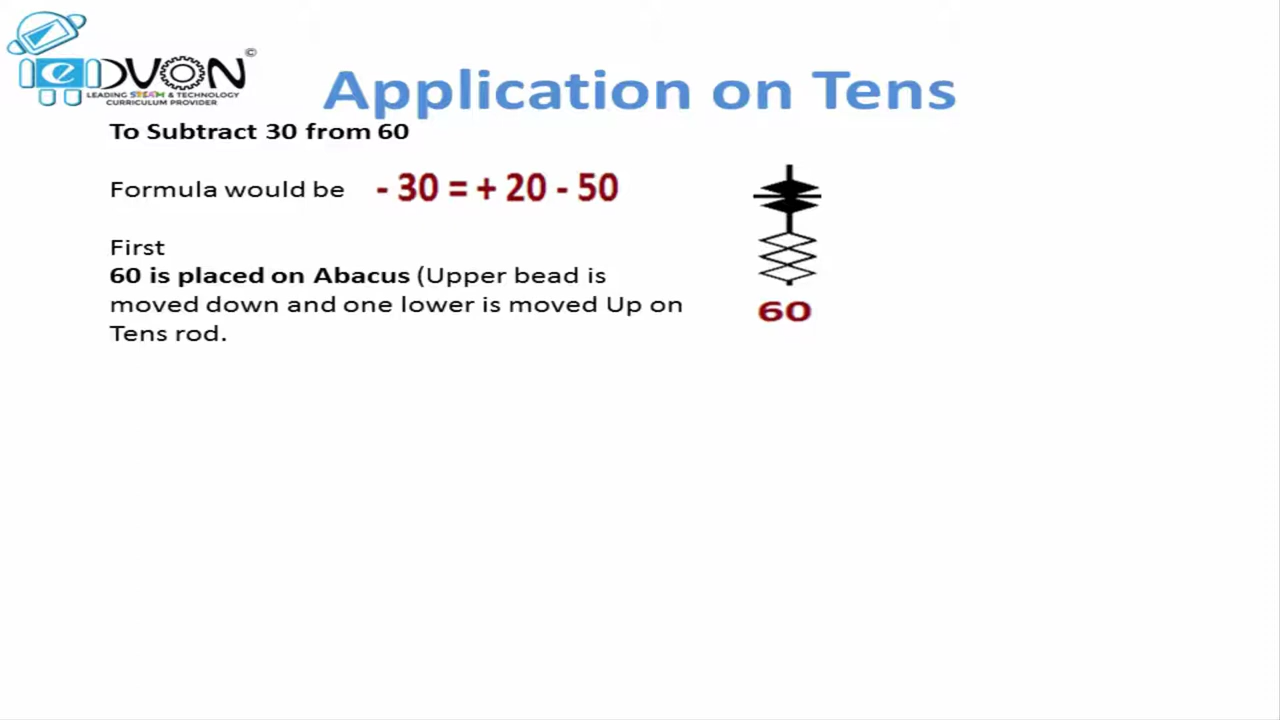 ©
eDVON
LEADING STEAM & TECHNOLOGY
CURRICULUM PROVIDER
Application on Tens
To Subtract 30 from 60
Formula would be - 30 = + 20 - 50
First
60 is placed on Abacus (Upper bead is
moved down and one lower is moved Up on
Tens rod.
60